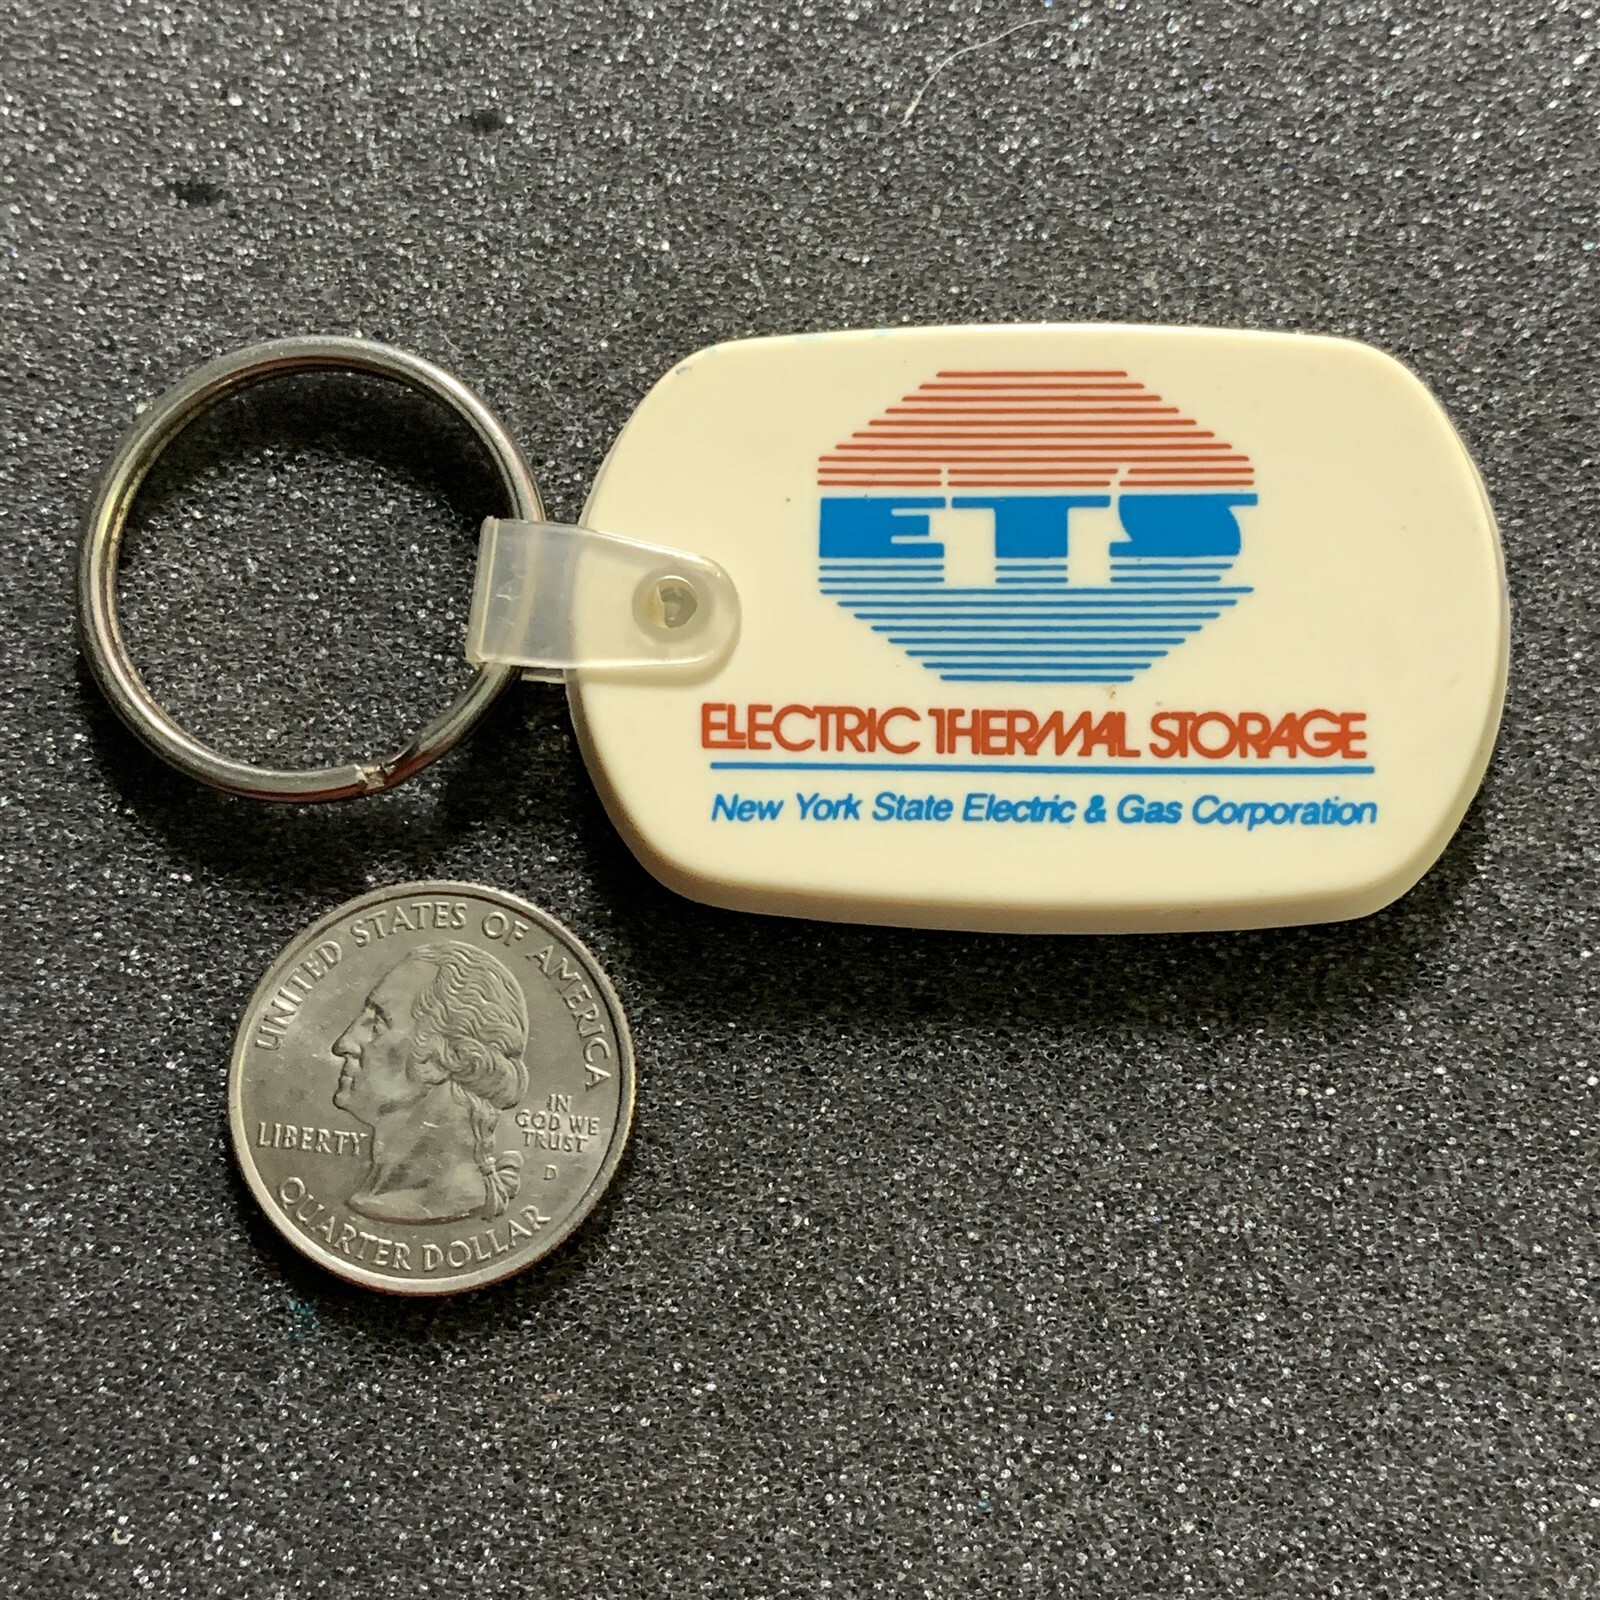 ETS
ELECTRIC THERMAL STORAGE
New York State Electric & Gas Corporation
UNITED STATES OF AMERICA
LIBERTY
IN
GOD WE
TRUST
D
QUARTER DOLLAR